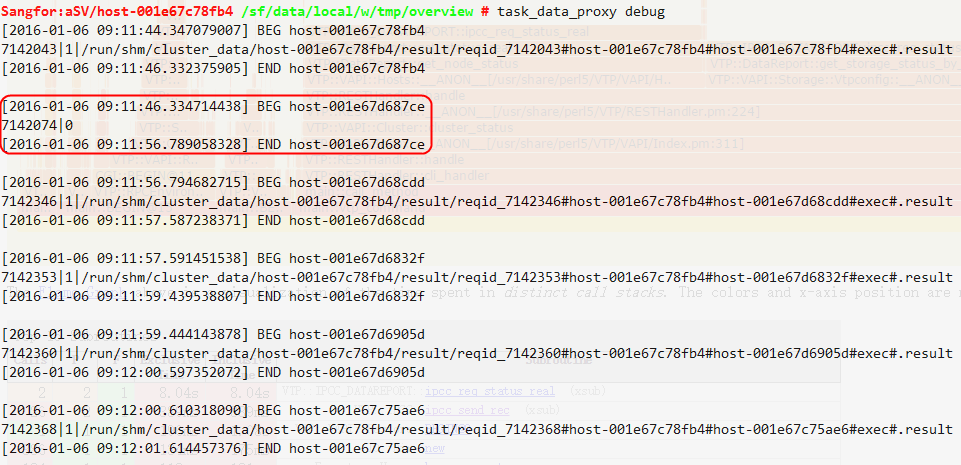 Sangfor:aSV/host-001e67c78fb4 /sf/data/local/w/tmp/overview # task_data_proxy debug
[2016-01-06 09:11:44.347079007] BEG host-001e67c78fb4
7142043|1|/run/shm/cluster_data/host-001e67c78fb4/result/reqid_7142043#host-001e67c78fb4#host-001e67c78fb4#exec#.result
[2016-01-06 09:11:46.332375905] END host-001e67c78fb4
[2016-01-06 09:11:46.334714438] BEG host-001e67d687ce
7142074|0
[2016-01-06 09:11:56.789058328] END host-001e67d687ce
[2016-01-06 09:11:56.794682715] BEG host-001e67d68cdd
7142346|1|/run/shm/cluster_data/host-001e67c78fb4/result/reqid_7142346#host-001e67c78fb4#host-001e67d68cdd#exec#.result
[2016-01-06 09:11:57.587238371] END host-001e67d68cdd
[2016-01-06 09:11:57.591451538] BEG host-001e67d6832f
7142353|1|/run/shm/cluster_data/host-001e67c78fb4/result/reqid_7142353#host-001e67c78fb4#host-001e67d6832f#exec#.result
[2016-01-06 09:11:59.439538807] END host-001e67d6832f
[2016-01-06 09:11:59.444143878] BEG host-001e67d6905d
7142360|1|/run/shm/cluster_data/host-001e67c78fb4/result/reqid_7142360#host-001e67c78fb4#host-001e67d6905d#exec#.result
[2016-01-06 09:12:00.597352072] END host-001e67d6905d
[2016-01-06 09:12:00.610318090] BEG host-001e67c75ae6
7142368|1|/run/shm/cluster_data/host-001e67c78fb4/result/reqid_7142368#host-001e67c78fb4#host-001e67c75ae6#exec#.result
[2016-01-06 09:12:01.614457376] END host-001e67c75ae6